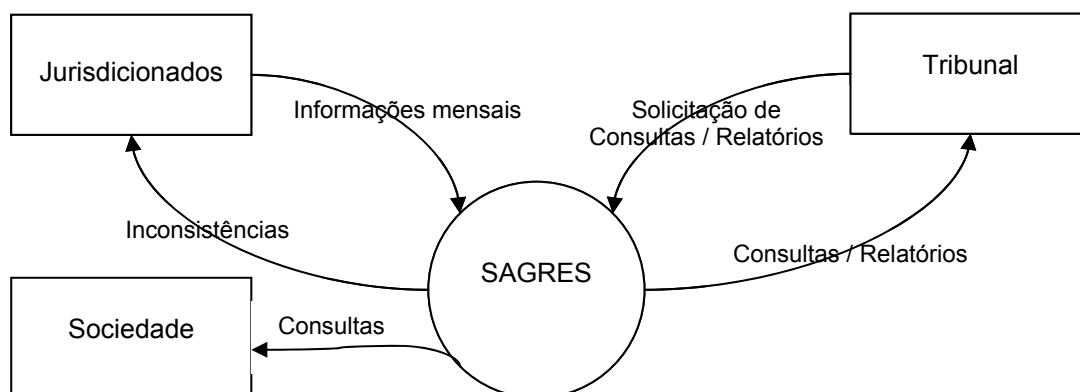 Jurisdicionados
Tribunal
Informações mensais
Solicitação de
Consultas / Relatórios
Inconsistências
Consultas / Relatórios
SAGRES
Sociedade
Consultas